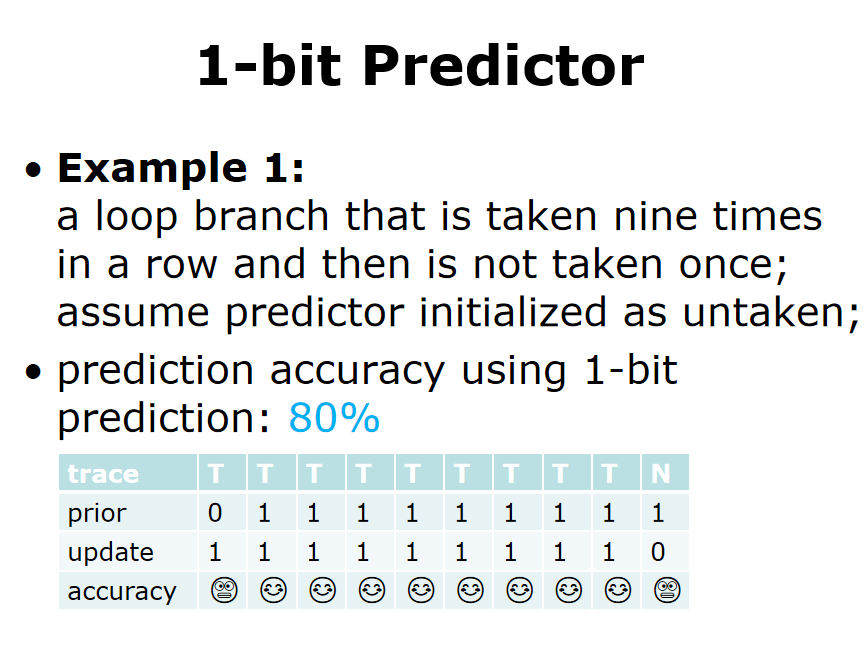 1-bit Predictor
• Example 1:
a loop branch that is taken nine times
in a row and then is not taken once;
assume predictor initialized as untaken;
• prediction accuracy using 1-bit
prediction: 80%
trace T T T T T T T T T N
prior 0 1 1 1 1 1 1 1 1 1
update 1 1 1 1 1 1 1 1 1 0
accuracy